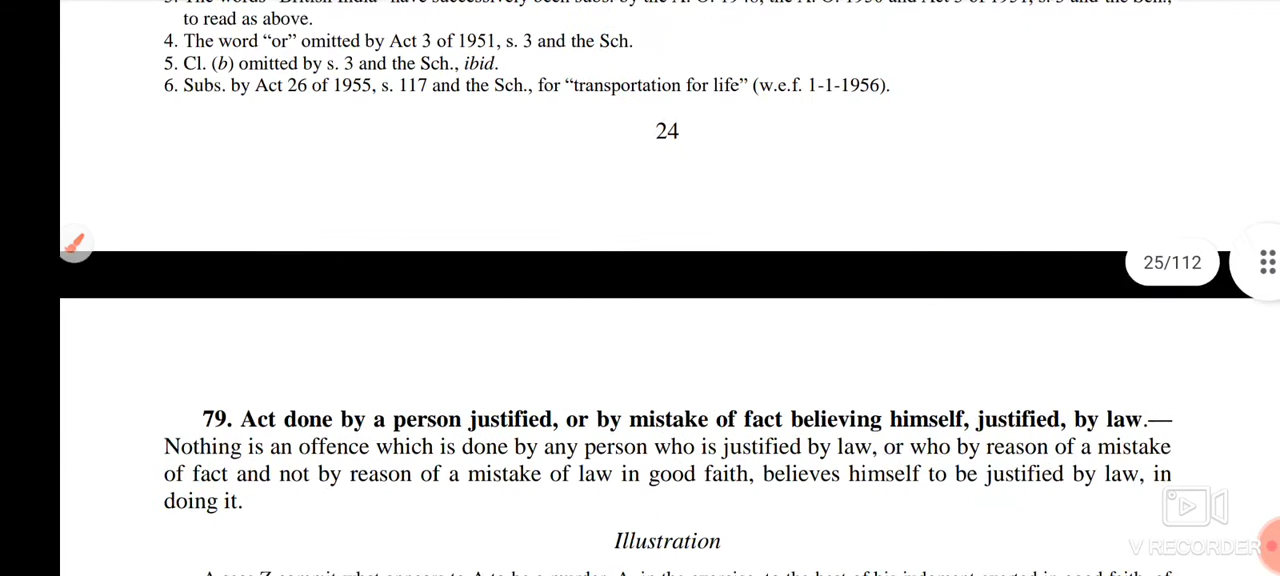 to read as above.
4. The word “or” omitted by Act 3 of 1951, s. 3 and the Sch.
5. Cl. (b) omitted by s. 3 and the Sch., ibid.
6. Subs. by Act 26 of 1955, s. 117 and the Sch., for “transportation for life” (w.e.f. 1-1-1956).
24
25/112
79. Act done by a person justified, or by mistake of fact believing himself, justified, by law.—
Nothing is an offence which is done by any person who is justified by law, or who by reason of a mistake
of fact and not by reason of a mistake of law in good faith, believes himself to be justified by law, in
doing it.
V RECORDER
Illustration